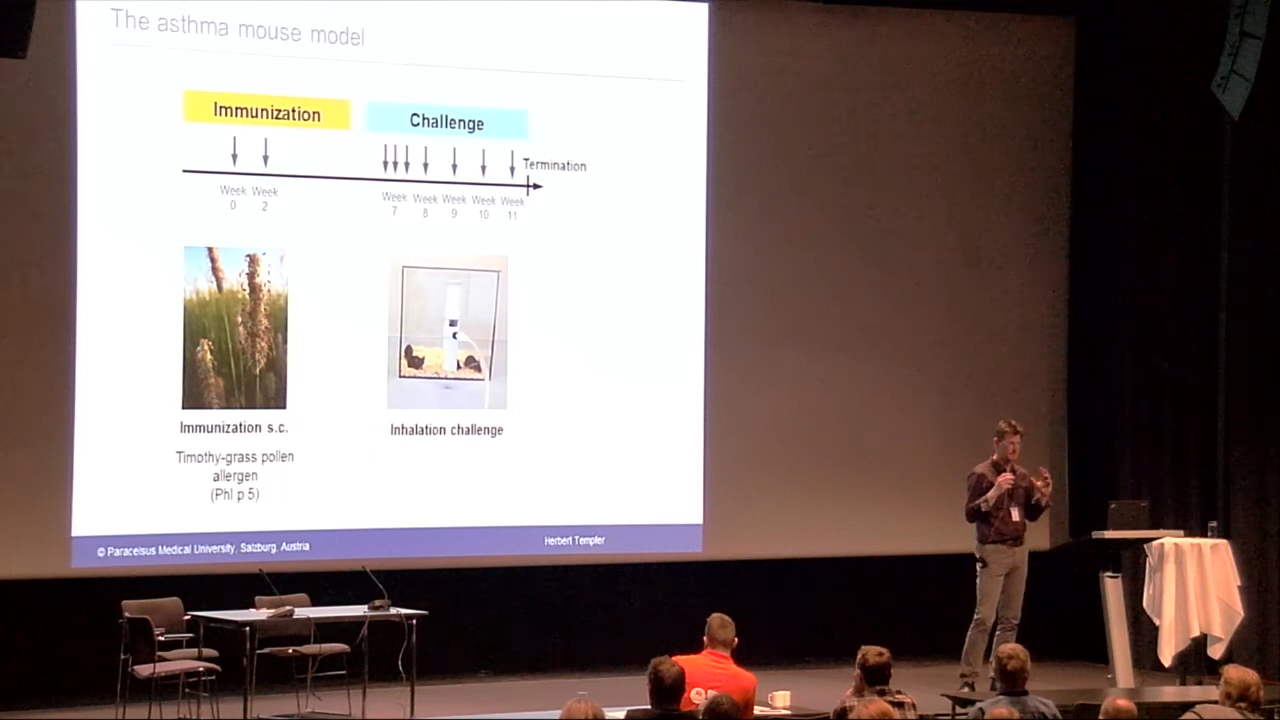 The asthma mouse model
Immunization
Challenge
Termination
Week
0
Week
2
Week
7
Week
8
Week
9
Week
10
Week
11
Immunization s.c.
Inhalation challenge
Timothy-grass pollen
allergen
(Phl p 5)
© Paracelsus Medical University, Salzburg, Austria
Herbert Templer